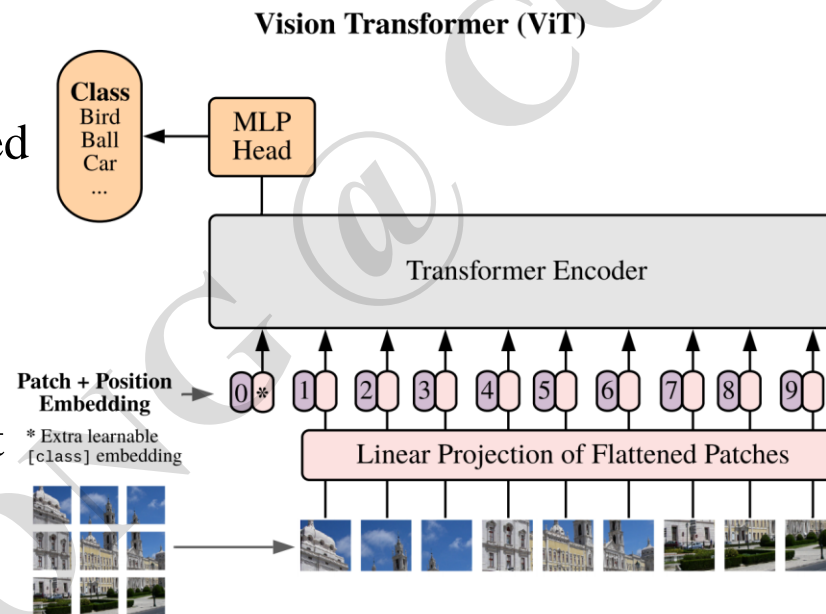 Vision Transformer (ViT)
Class
Bird
Ball
Car
...
MLP
Head
Transformer Encoder
Patch + Position
Embedding
0 * 1 2 3 4 5 6 7 8 9
* Extra learnable
[class] embedding
Linear Projection of Flattened Patches
ed
t